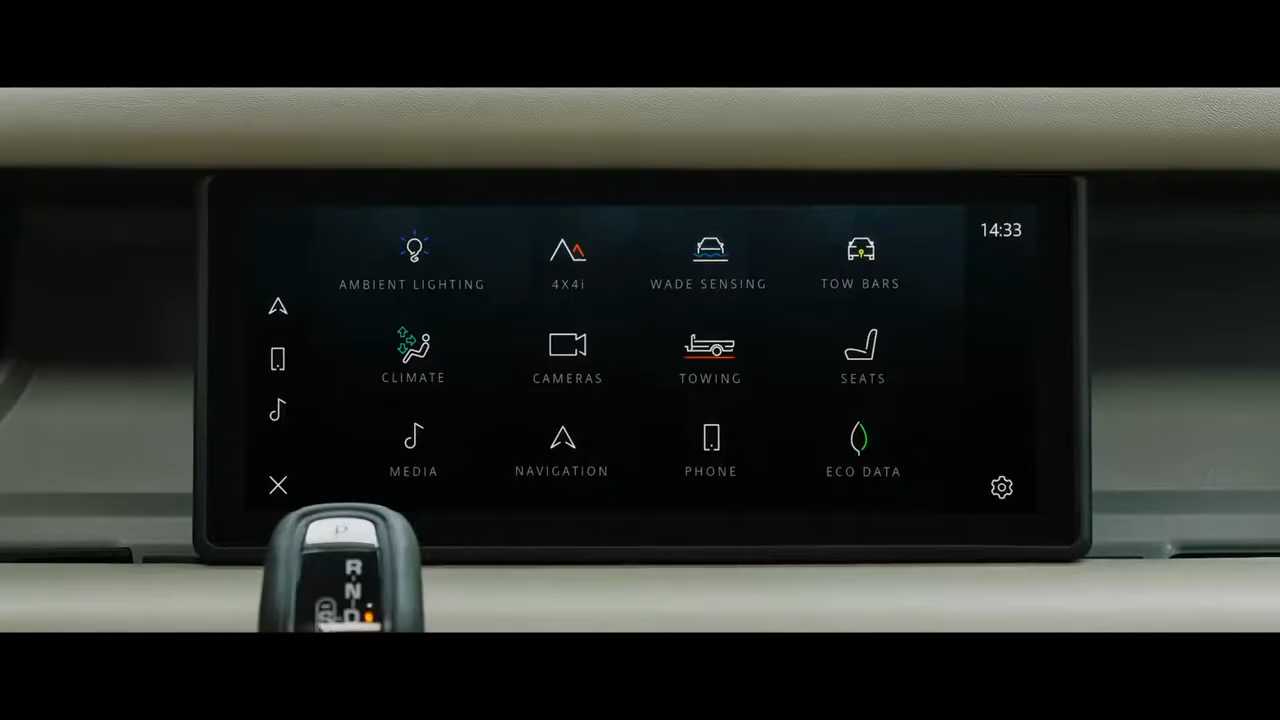 14:33
AMBIENT LIGHTING
4X4i
WADE SENSING
TOW BARS
CLIMATE
CAMERAS
TOWING
SEATS
MEDIA
NAVIGATION
PHONE
ECO DATA
P
R
N
S D